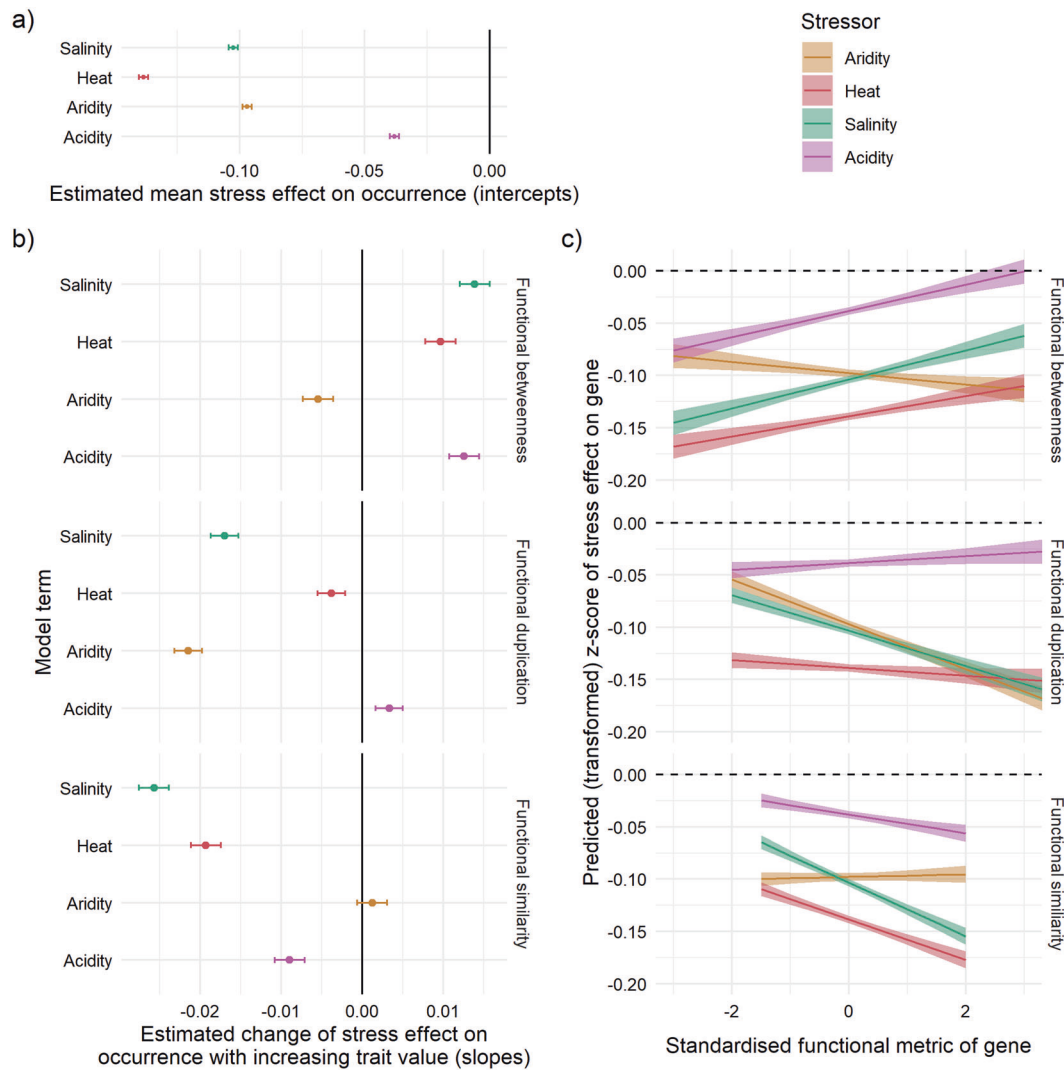 a)
Salinity
Heat
Aridity
Acidity
-0.10
-0.05
0.00
Estimated mean stress effect on occurrence (intercepts)
Stressor
Aridity
Heat
Salinity
Acidity
b)
Model term
Salinity
Heat
Aridity
Acidity
Functional betweenness
Salinity
Heat
Aridity
Acidity
Functional duplication
Salinity
Heat
Aridity
Acidity
Functional similarity
-0.02
-0.01
0.00
0.01
Estimated change of stress effect on
occurrence with increasing trait value (slopes)
c)
Predicted (transformed) z-score of stress effect on gene
0.00
-0.05
-0.10
-0.15
-0.20
Functional betweenness
0.00
-0.05
-0.10
-0.15
-0.20
Functional duplication
0.00
-0.05
-0.10
-0.15
-0.20
Functional similiarity
-2
0
2
Standardised functional metric of gene